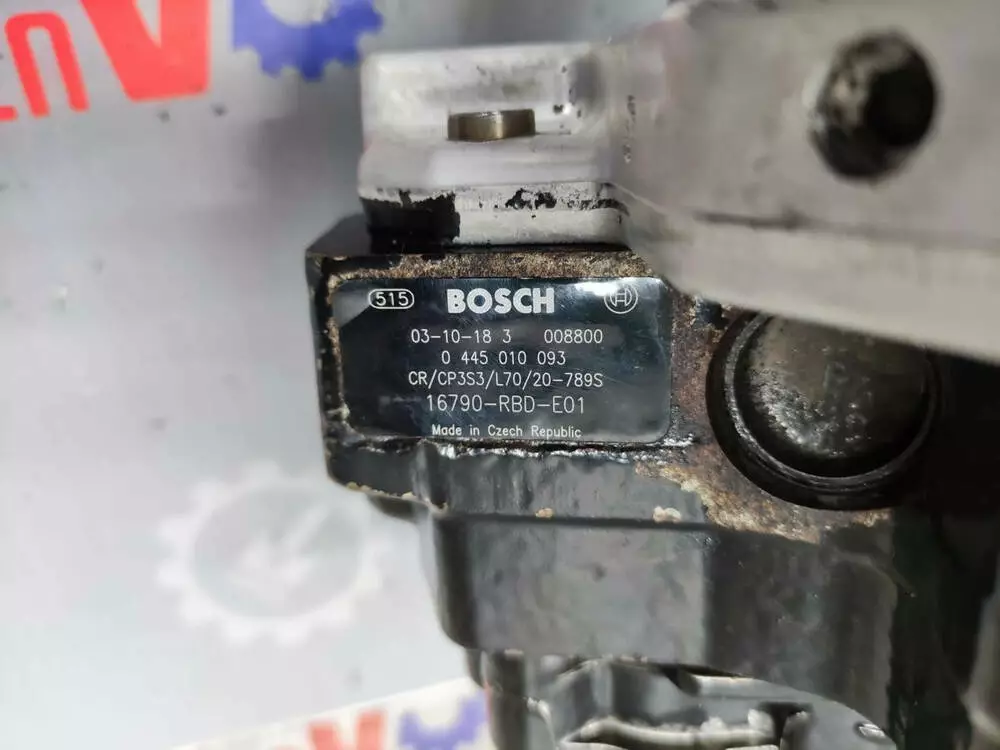 515 BOSCH
03-10-18 3 008800
0 445 010 093
CR/CP3S3/L70/20-789S
16790-RBD-E01
Made in Czech Republic